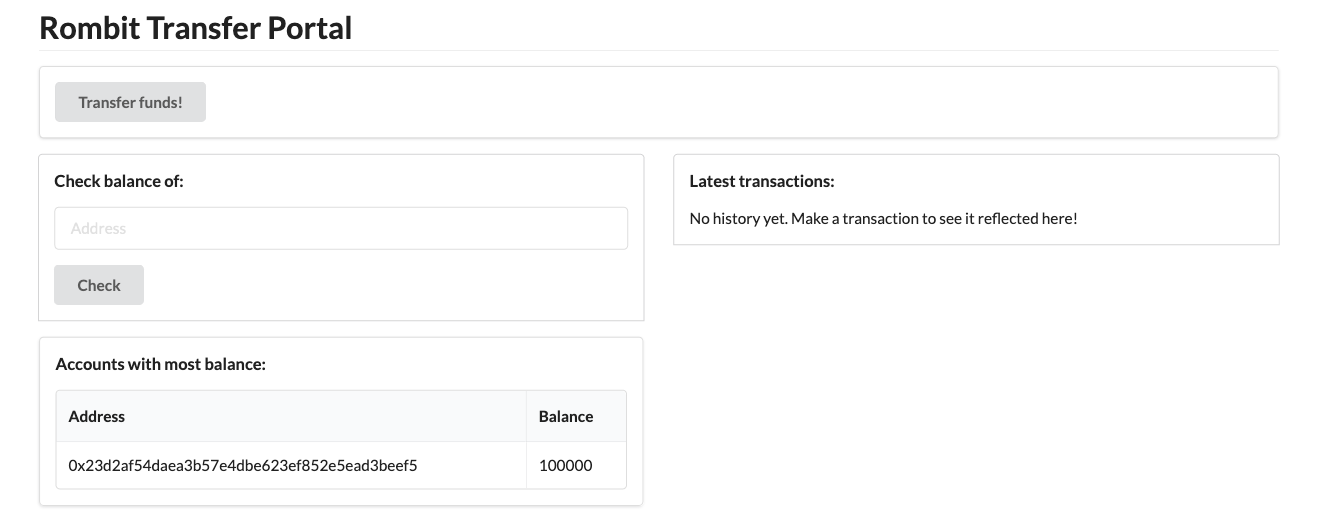 Rombit Transfer Portal
Transfer funds!
Check balance of:
Address
Check
Accounts with most balance:
Address Balance
0x23d2af54daea3b57e4dbe623ef852e5ead3beef5 100000
Latest transactions:
No history yet. Make a transaction to see it reflected here!